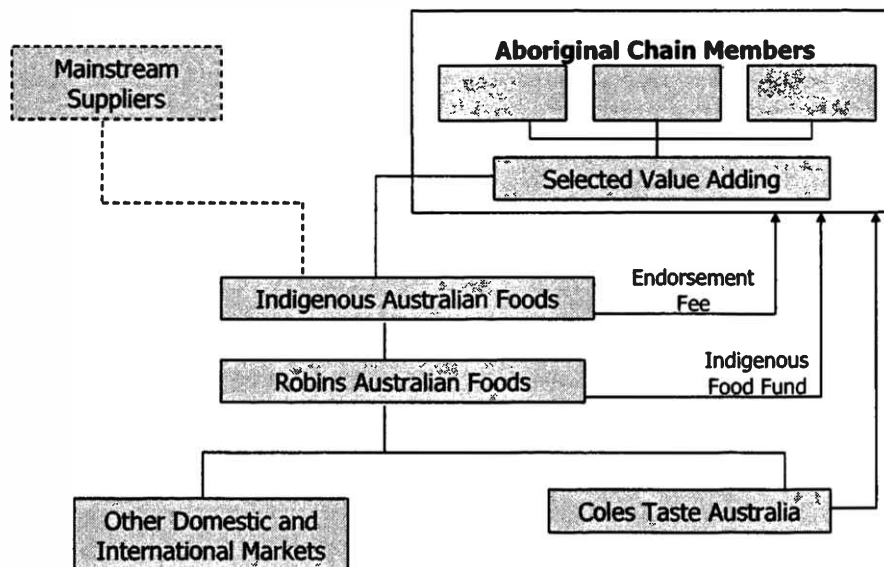 Aboriginal Chain Members
Mainstream
Suppliers
Selected Value Adding
Indigenous Australian Foods
Endorsement
Fee
Robins Australian Foods
Indigenous
Food Fund
Other Domestic and
International Markets
Coles Taste Australia